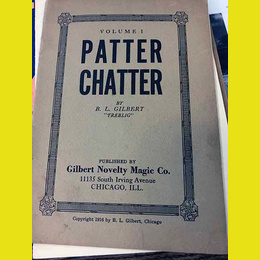 VOLUME I
PATTER
CHATTER
BY
B. L. GILBERT
"TREBLIG"
PUBLISHED BY
Gilbert Novelty Magic Co.
11135 South Irving Avenue
CHICAGO, ILL.
Copyright 1916 by B. L. Gilbert, Chicago